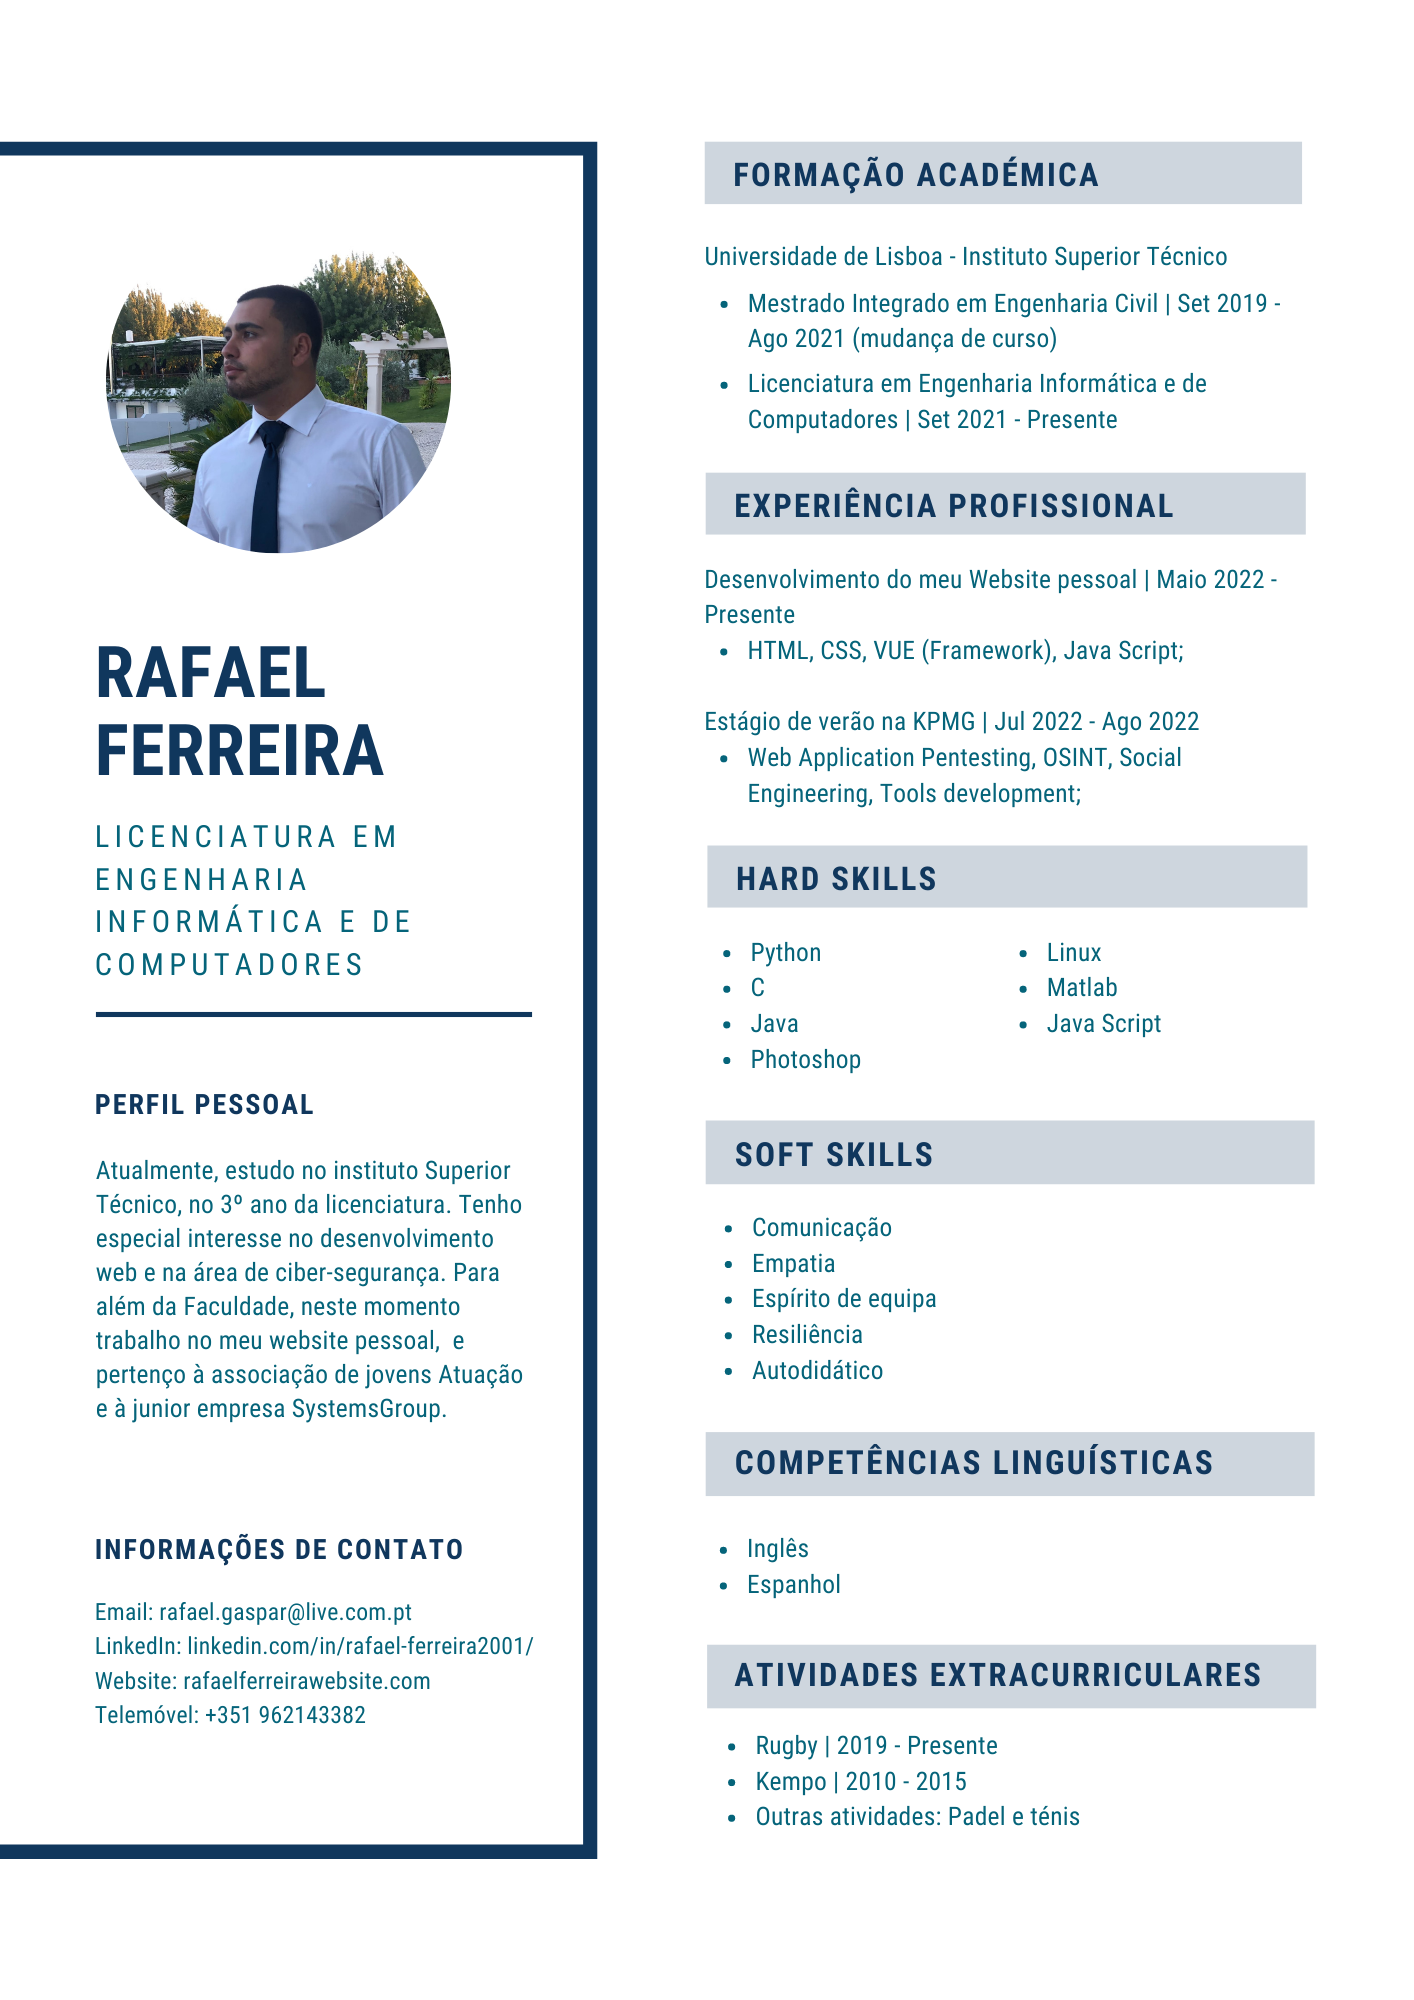 RAFAEL
FERREIRA
LICENCIATURA EM
ENGENHARIA
INFORMÁTICA E DE
COMPUTADORES
PERFIL PESSOAL
Atualmente, estudo no instituto Superior
Técnico, no 3º ano da licenciatura. Tenho
especial interesse no desenvolvimento
web e na área de ciber-segurança. Para
além da Faculdade, neste momento
trabalho no meu website pessoal,  e
pertenço à associação de jovens Atuação
e à junior empresa SystemsGroup.
INFORMAÇÕES DE CONTATO
Email: rafael.gaspar@live.com.pt
LinkedIn: linkedin.com/in/rafael-ferreira2001/
Website: rafaelferreirawebsite.com
Telemóvel: +351 962143382
FORMAÇÃO ACADÉMICA
Universidade de Lisboa - Instituto Superior Técnico
• Mestrado Integrado em Engenharia Civil | Set 2019 -
Ago 2021 (mudança de curso)
• Licenciatura em Engenharia Informática e de
Computadores | Set 2021 - Presente
EXPERIÊNCIA PROFISSIONAL
Desenvolvimento do meu Website pessoal | Maio 2022 -
Presente
• HTML, CSS, VUE (Framework), Java Script;
Estágio de verão na KPMG | Jul 2022 - Ago 2022
• Web Application Pentesting, OSINT, Social
Engineering, Tools development;
HARD SKILLS
• Python
• C
• Java
• Photoshop
• Linux
• Matlab
• Java Script
SOFT SKILLS
• Comunicação
• Empatia
• Espírito de equipa
• Resiliência
• Autodidático
COMPETÊNCIAS LINGUÍSTICAS
• Inglês
• Espanhol
ATIVIDADES EXTRACURRICULARES
• Rugby | 2019 - Presente
• Kempo | 2010 - 2015
• Outras atividades: Padel e ténis